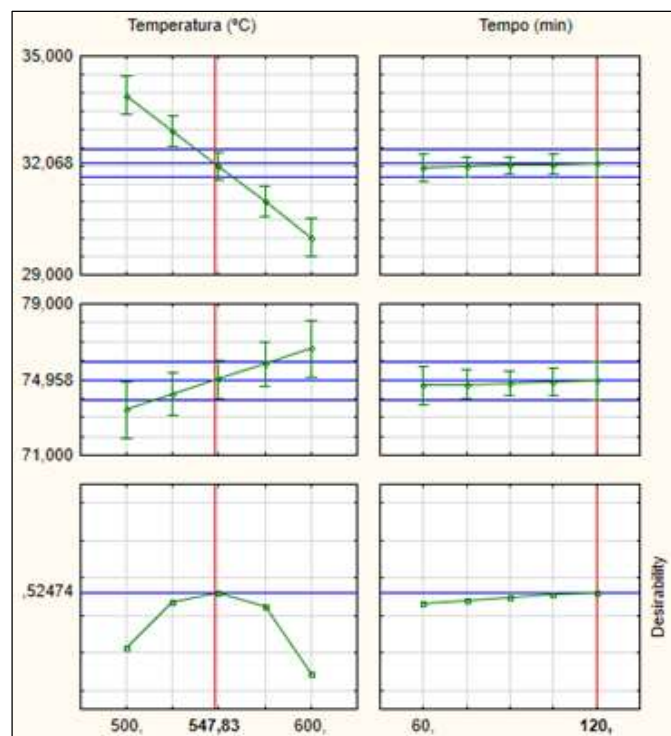 Temperatura (°C) Tempo (min)
35,000
32,068
29,000
79,000
74,958
71,000
,52474
Desirability
500, 547,83 600, 60, 120,